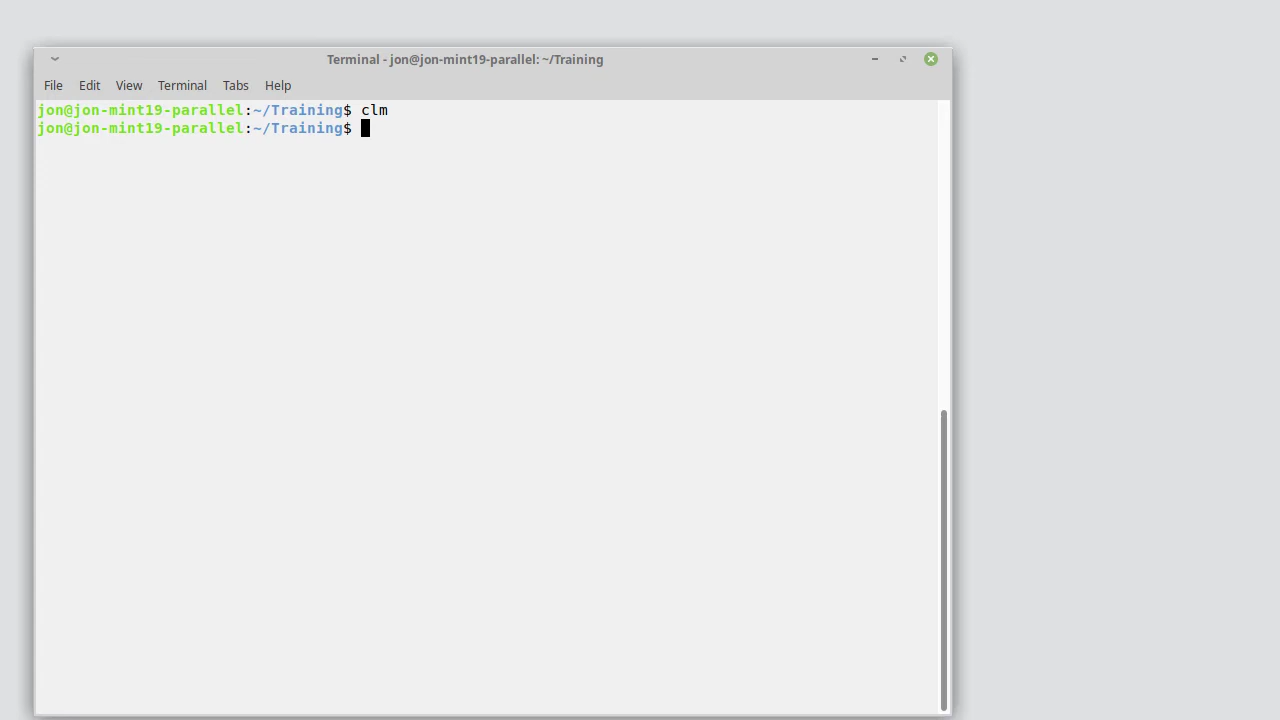 Terminal - jon@jon-mint19-parallel: ~/Training
File Edit View Terminal Tabs Help
jon@jon-mint19-parallel:~/Training$ clm
jon@jon-mint19-parallel:~/Training$